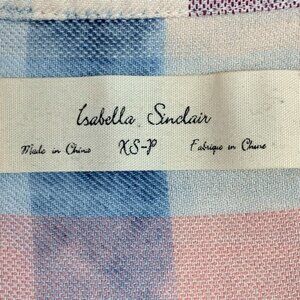 Isabella Sinclair
Made in China XS-P Fabrique en Chine